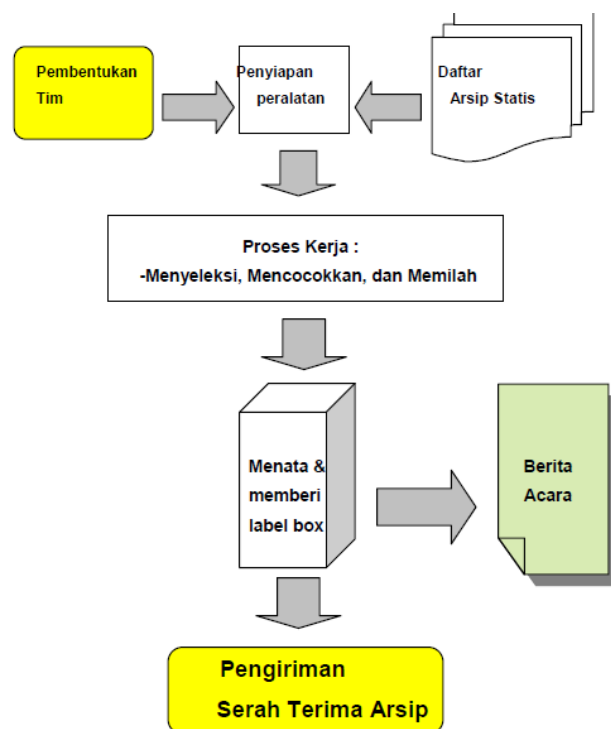 Pembentukan
Tim
Penyiapan
peralatan
Daftar
Arsip Statis
Proses Kerja :
-Menyeleksi, Mencocokkan, dan Memilah
Menata &
memberi
label box
Berita
Acara
Pengiriman
Serah Terima Arsip